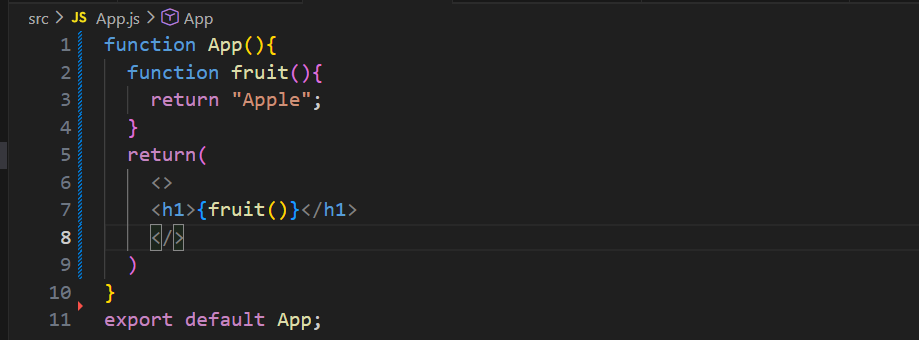 src > JS App.js > App
1 function App(){
2 function fruit(){
3 return "Apple";
4 }
5 return(
6 <>
7 <h1>{fruit()}</h1>
8 </>
9 )
10 }
11 export default App;